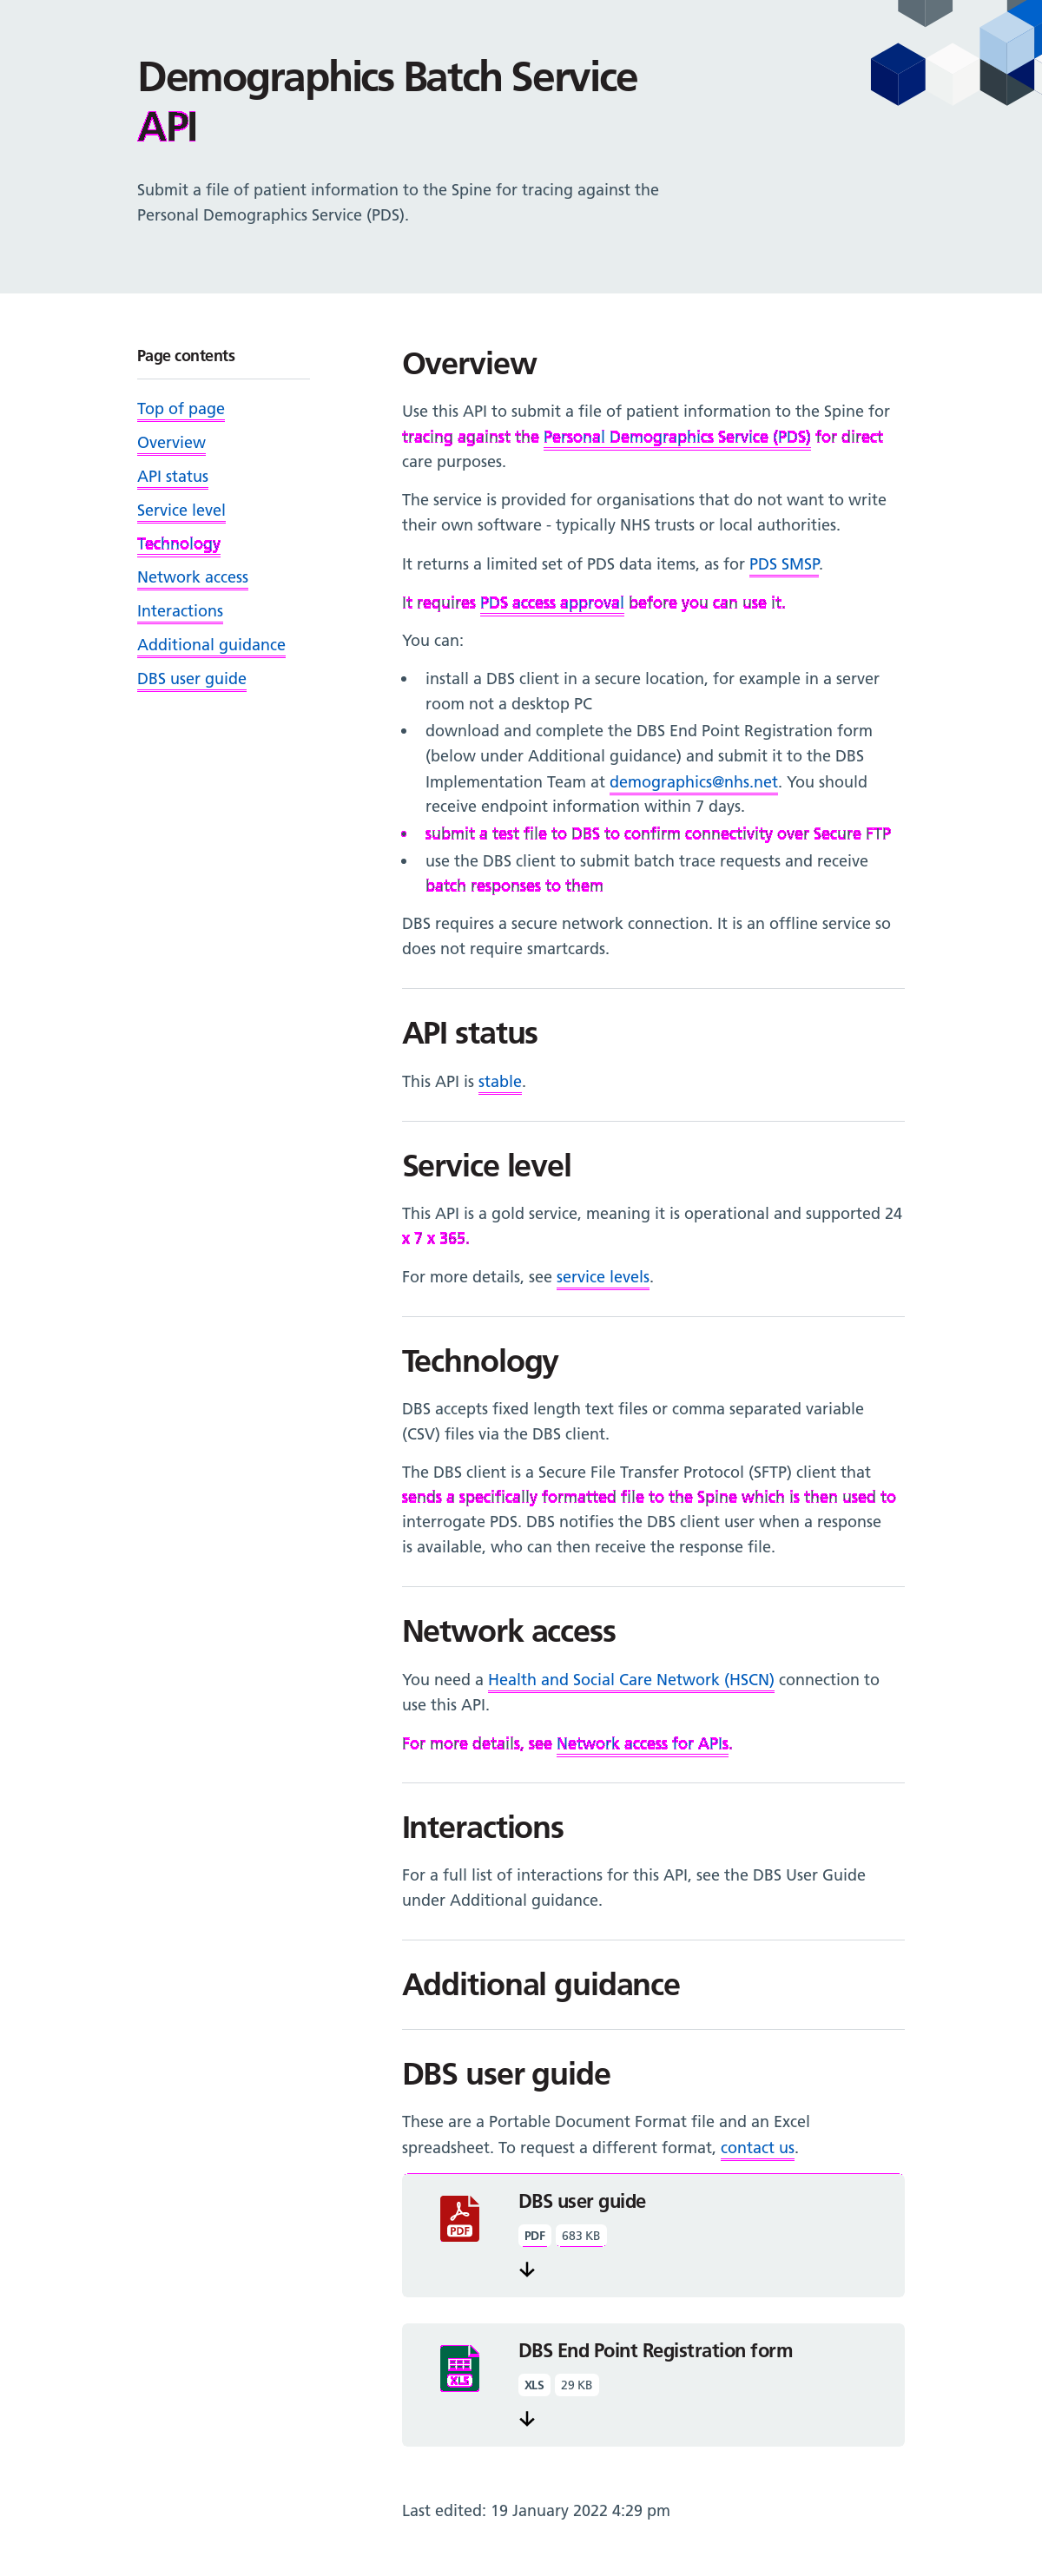 Demographics Batch Service
API
Submit a file of patient information to the Spine for tracing against the
Personal Demographics Service (PDS).
Page contents
Top of page
Overview
API status
Service level
Technology
Network access
Interactions
Additional guidance
DBS user guide
Overview
Use this API to submit a file of patient information to the Spine for
tracing against the Personal Demographics Service (PDS) for direct
care purposes.
The service is provided for organisations that do not want to write
their own software - typically NHS trusts or local authorities.
It returns a limited set of PDS data items, as for PDS SMSP.
It requires PDS access approval before you can use it.
You can:
• install a DBS client in a secure location, for example in a server
room not a desktop PC
• download and complete the DBS End Point Registration form
(below under Additional guidance) and submit it to the DBS
Implementation Team at demographics@nhs.net. You should
receive endpoint information within 7 days.
• submit a test file to DBS to confirm connectivity over Secure FTP
• use the DBS client to submit batch trace requests and receive
batch responses to them
DBS requires a secure network connection. It is an offline service so
does not require smartcards.
API status
This API is stable.
Service level
This API is a gold service, meaning it is operational and supported 24
x 7 x 365.
For more details, see service levels.
Technology
DBS accepts fixed length text files or comma separated variable
(CSV) files via the DBS client.
The DBS client is a Secure File Transfer Protocol (SFTP) client that
sends a specifically formatted file to the Spine which is then used to
interrogate PDS. DBS notifies the DBS client user when a response
is available, who can then receive the response file.
Network access
You need a Health and Social Care Network (HSCN) connection to
use this API.
For more details, see Network access for APIs.
Interactions
For a full list of interactions for this API, see the DBS User Guide
under Additional guidance.
Additional guidance
DBS user guide
These are a Portable Document Format file and an Excel
spreadsheet. To request a different format, contact us.
PDF
DBS user guide
PDF 683 KB
XLS
DBS End Point Registration form
XLS 29 KB
Last edited: 19 January 2022 4:29 pm